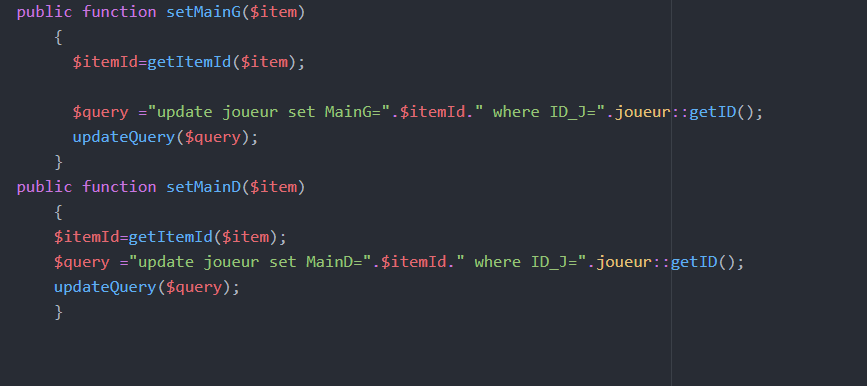 public function setMainG($item)
{
$itemId=getItemId($item);
$query ="update joueur set MainG=".$itemId." where ID_J=".joueur::getID();
updateQuery($query);
}
public function setMainD($item)
{
$itemId=getItemId($item);
$query ="update joueur set MainD=".$itemId." where ID_J=".joueur::getID();
updateQuery($query);
}